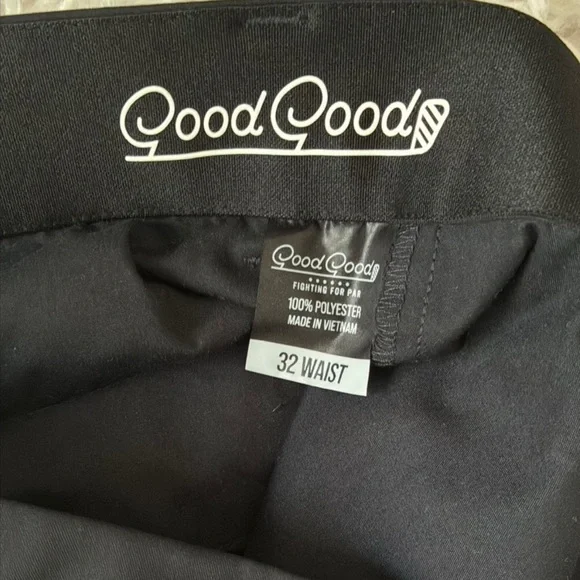 Good Good
Good Good
FIGHTING FOR PAR
100% POLYESTER
MADE IN VIETNAM
32 WAIST